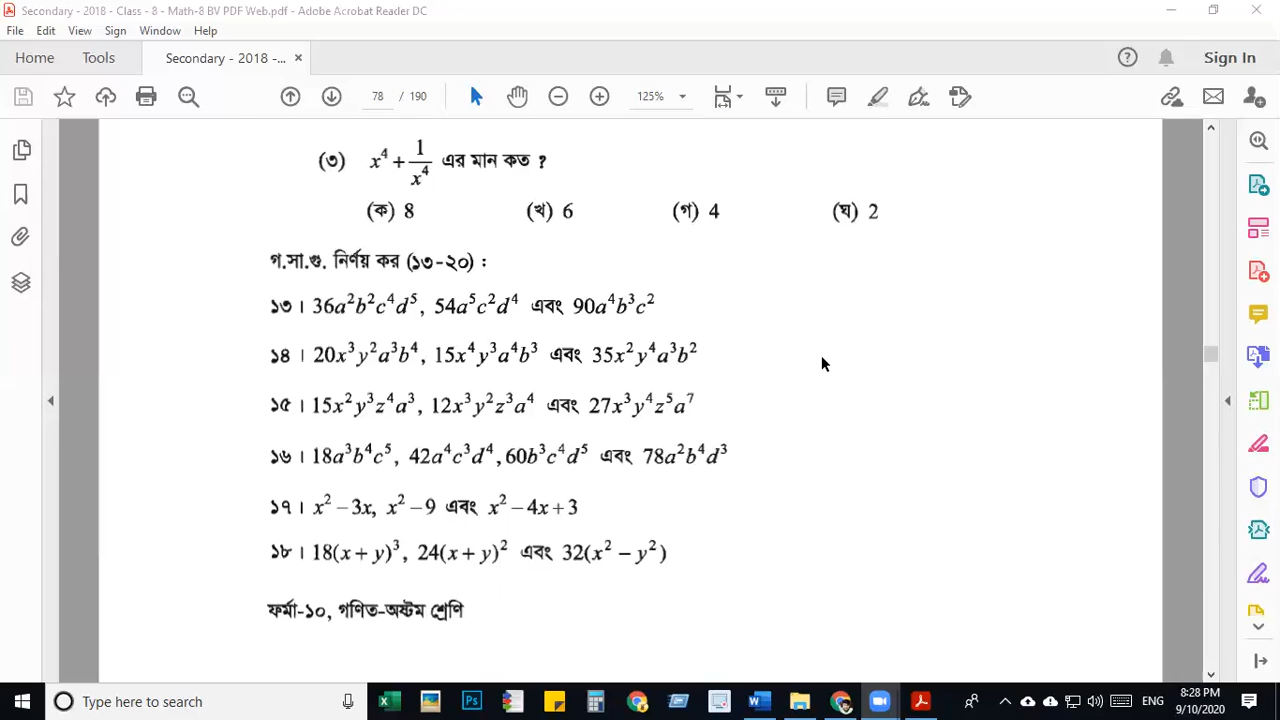 Secondary - 2018 - Class - 8 - Math-8 BV PDF Web.pdf - Adobe Acrobat Reader DC
File Edit View Sign Window Help
Home Tools Secondary - 2018 -... × Sign In
78 / 190 125%
(৩) x⁴ + 1/x⁴ এর মান কত ?
(ক) 8 (খ) 6 (গ) 4 (ঘ) 2
গ.সা.গু. নির্ণয় কর (১৩-২০) :
১৩। 36a²b²c⁴d⁵, 54a⁵c²d⁴ এবং 90a⁴b³c²
১৪। 20x³y²a³b⁴, 15x⁴y³a⁴b³ এবং 35x²y⁴a³b²
১৫। 15x²y³z⁴a³, 12x³y²z³a⁴ এবং 27x³y⁴z⁵a⁷
১৬। 18a³b⁴c⁵, 42a⁴c³d⁴, 60b³c⁴d⁵ এবং 78a²b⁴d³
১৭। x² – 3x, x² – 9 এবং x² – 4x + 3
১৮। 18(x + y)³, 24(x + y)² এবং 32(x² – y²)
ফর্মা-১০, গণিত-অষ্টম শ্রেণি
Type here to search ENG 8:28 PM
9/10/2020